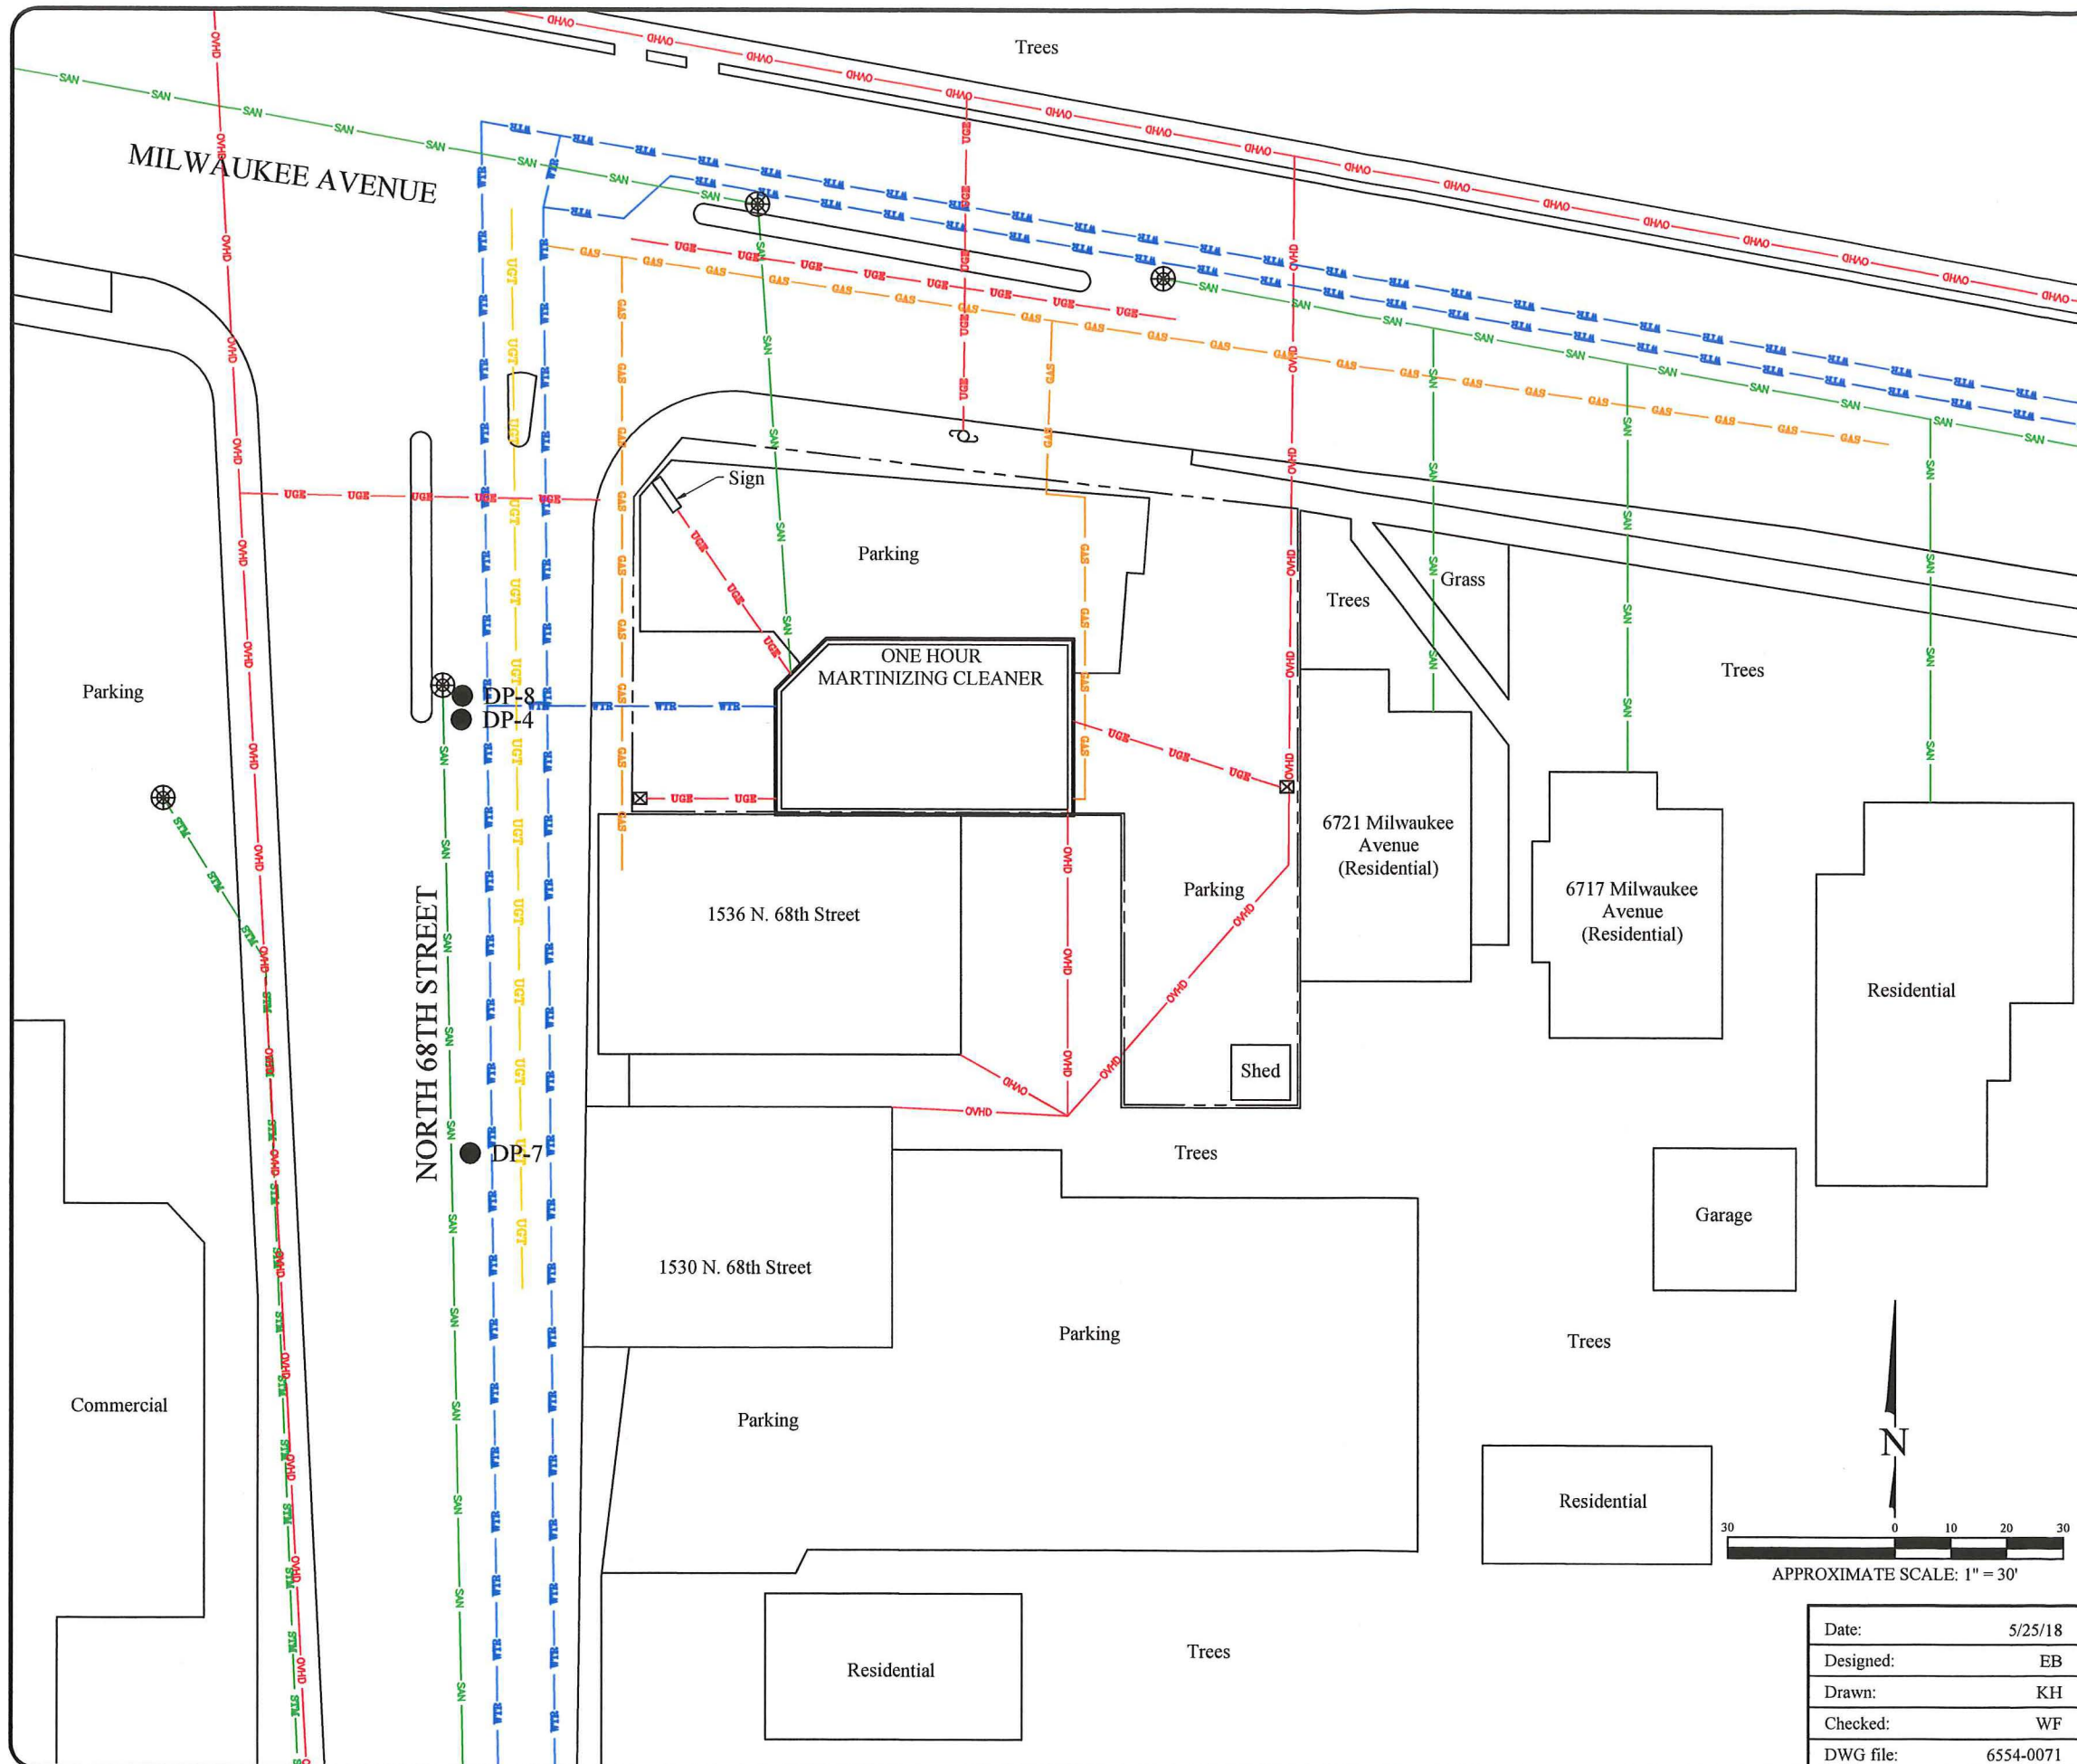 Trees
MILWAUKEE AVENUE
OVHD
SAN
WTR
UGE
GAS
UGT
STM
Sign
Parking
Grass
Trees
ONE HOUR
MARTINIZING CLEANER
Trees
Parking
DP-8
DP-4
6721 Milwaukee
Avenue
(Residential)
6717 Milwaukee
Avenue
(Residential)
Parking
1536 N. 68th Street
Residential
NORTH 68TH STREET
Shed
DP-7
Trees
Garage
1530 N. 68th Street
Parking
Trees
Commercial
Parking
N
Residential
30 0 10 20 30
APPROXIMATE SCALE: 1" = 30'
Residential
Trees
Date: 5/25/18
Designed: EB
Drawn: KH
Checked: WF
DWG file: 6554-0071